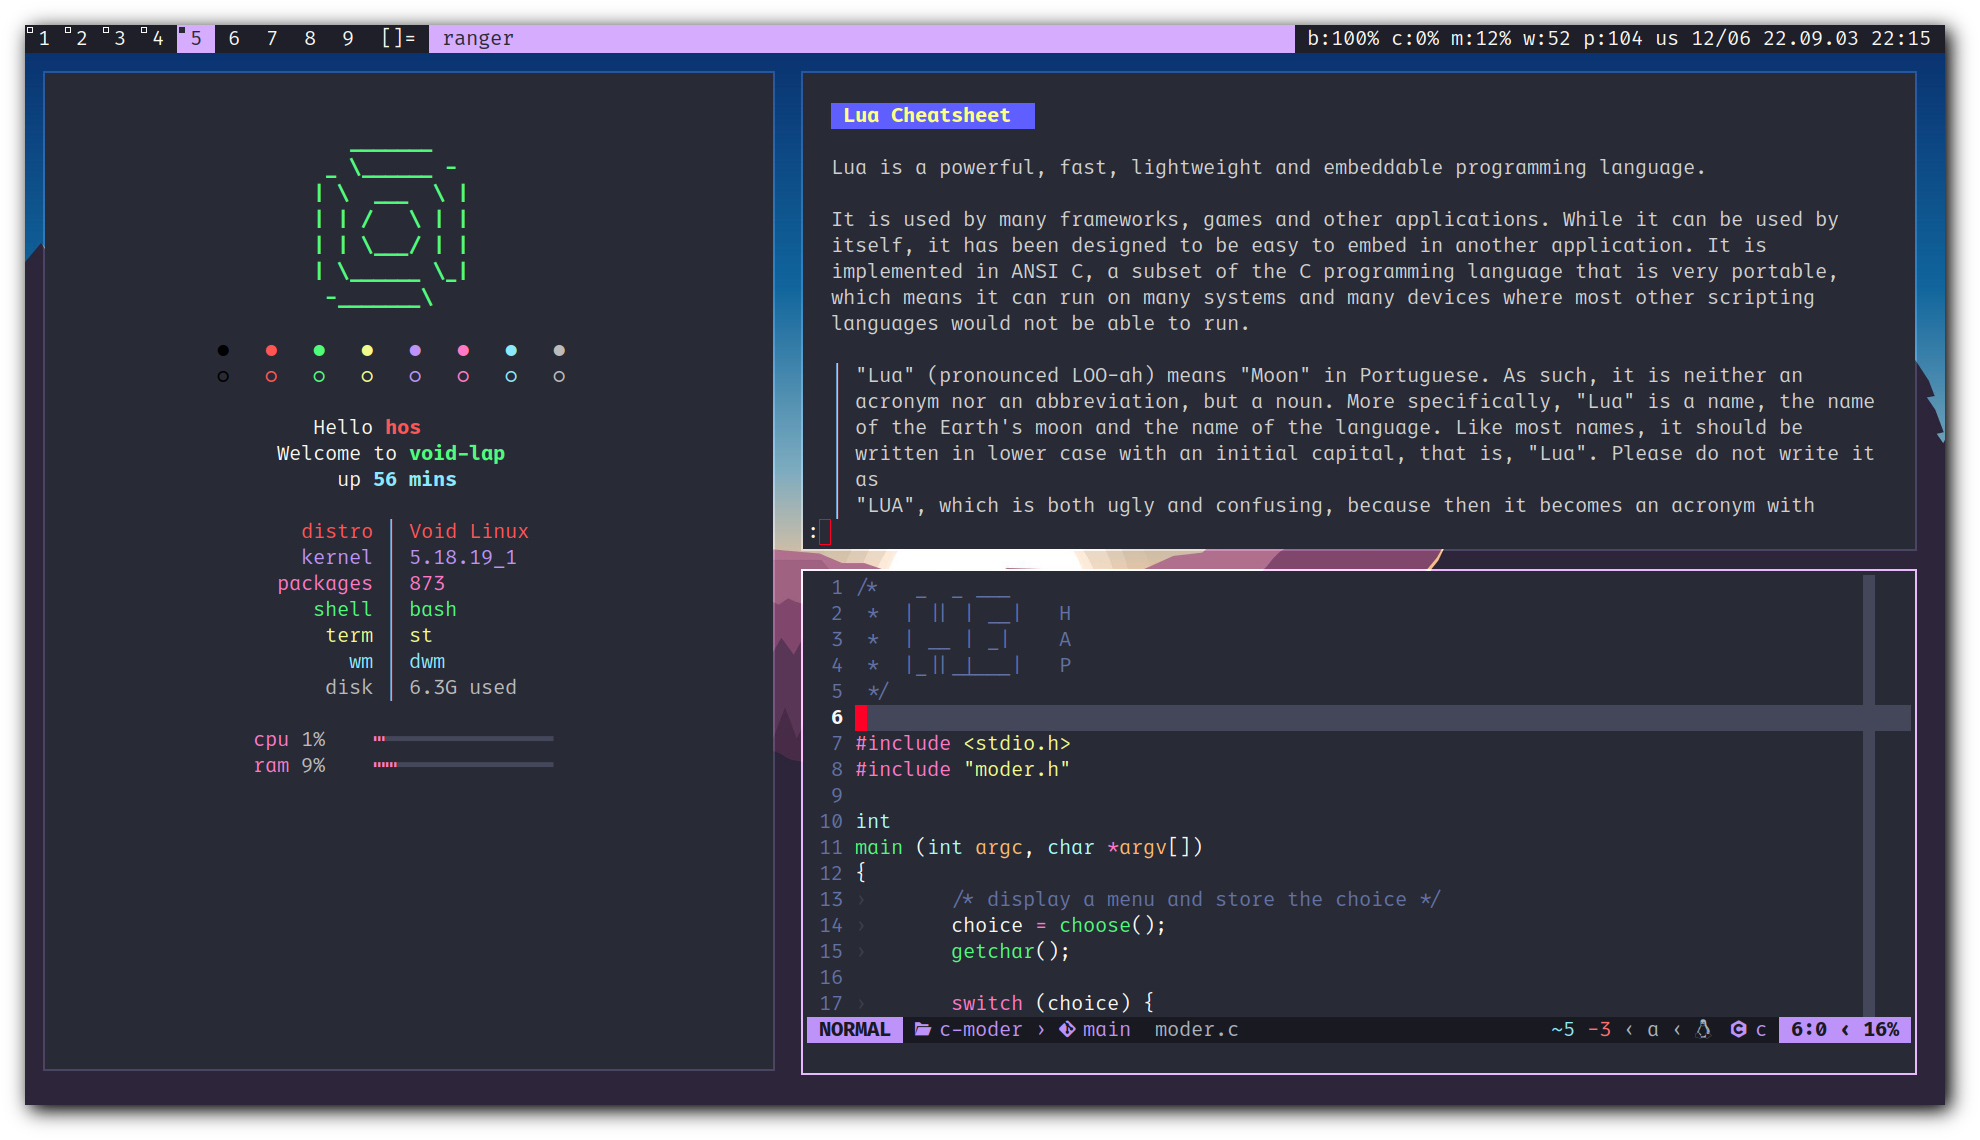 1 2 3 4 5 6 7 8 9 []= ranger b:100% c:0% m:12% w:52 p:104 us 12/06 22.09.03 22:15
Hello hos
Welcome to void-lap
up 56 mins
distro │ Void Linux
kernel │ 5.18.19_1
packages │ 873
shell │ bash
term │ st
wm │ dwm
disk │ 6.3G used
cpu 1%
ram 9%
Lua Cheatsheet
Lua is a powerful, fast, lightweight and embeddable programming language.
It is used by many frameworks, games and other applications. While it can be used by
itself, it has been designed to be easy to embed in another application. It is
implemented in ANSI C, a subset of the C programming language that is very portable,
which means it can run on many systems and many devices where most other scripting
languages would not be able to run.
"Lua" (pronounced LOO-ah) means "Moon" in Portuguese. As such, it is neither an
acronym nor an abbreviation, but a noun. More specifically, "Lua" is a name, the name
of the Earth's moon and the name of the language. Like most names, it should be
written in lower case with an initial capital, that is, "Lua". Please do not write it
as
"LUA", which is both ugly and confusing, because then it becomes an acronym with
:
1 /*   _  _ ___
2  *  | || | __|   H
3  *  | __ | _|    A
4  *  |_||_|___|   P
5  */
6
7 #include <stdio.h>
8 #include "moder.h"
9
10 int
11 main (int argc, char *argv[])
12 {
13 ›       /* display a menu and store the choice */
14 ›       choice = choose();
15 ›       getchar();
16
17 ›       switch (choice) {
NORMAL c-moder › main moder.c ~5 -3 ‹ a ‹ c 6:0 ‹ 16%